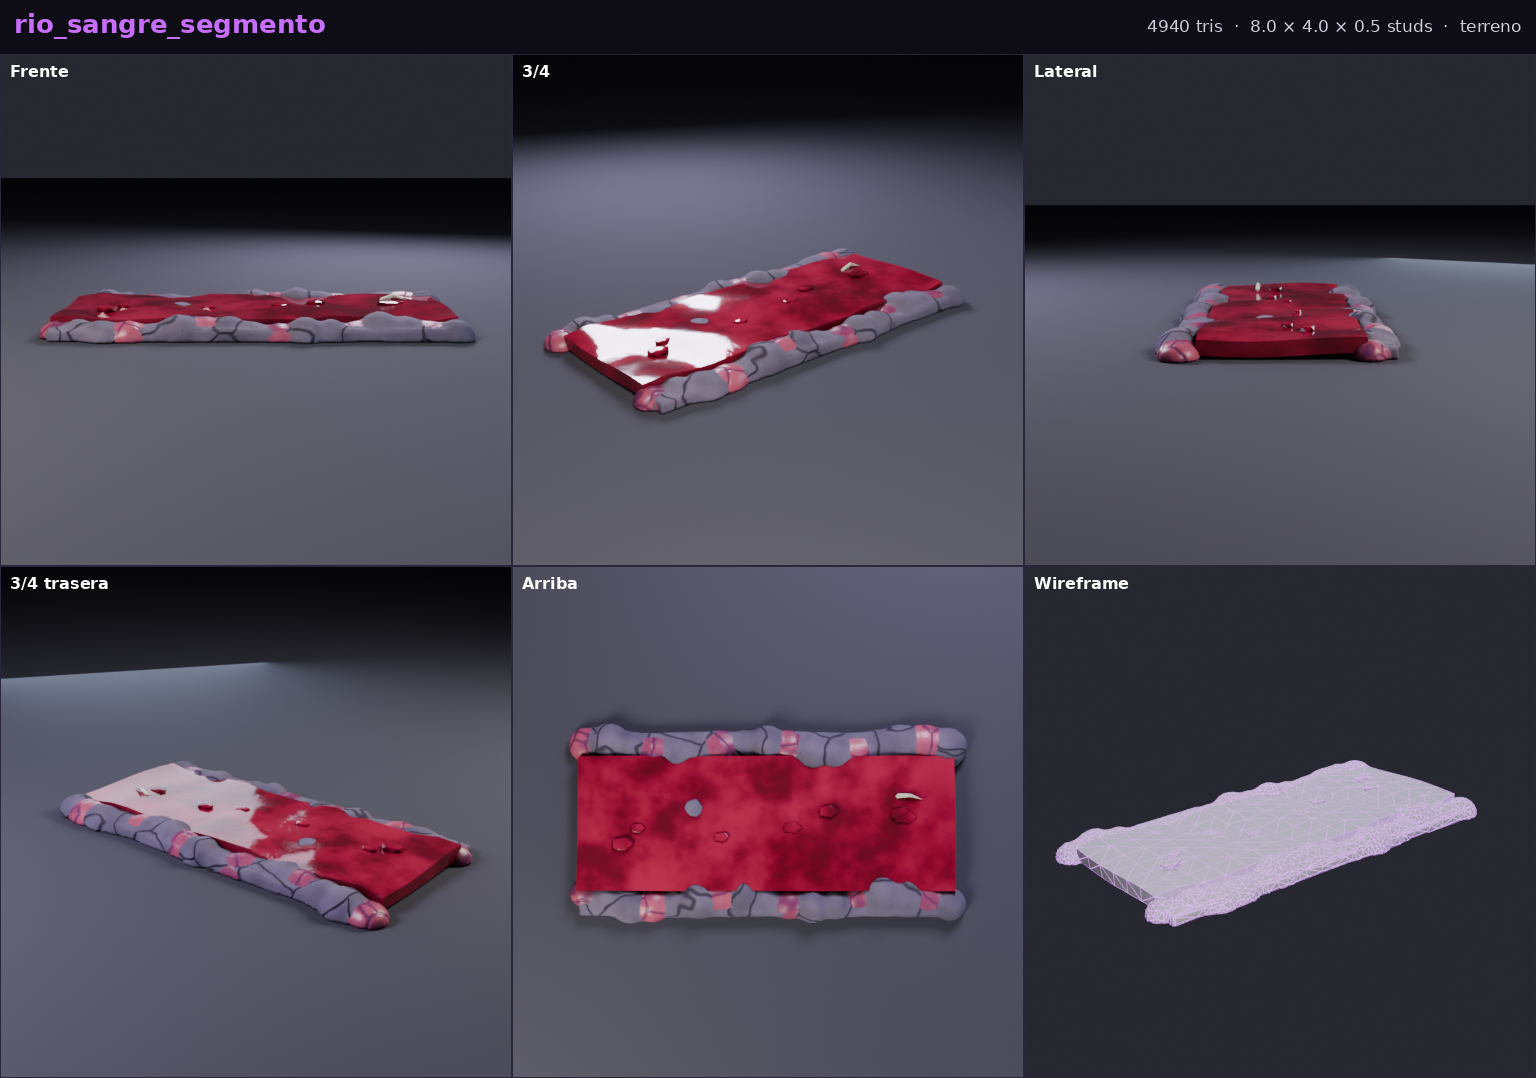 rio_sangre_segmento
4940 tris · 8.0 × 4.0 × 0.5 studs · terreno
Frente
3/4
Lateral
3/4 trasera
Arriba
Wireframe